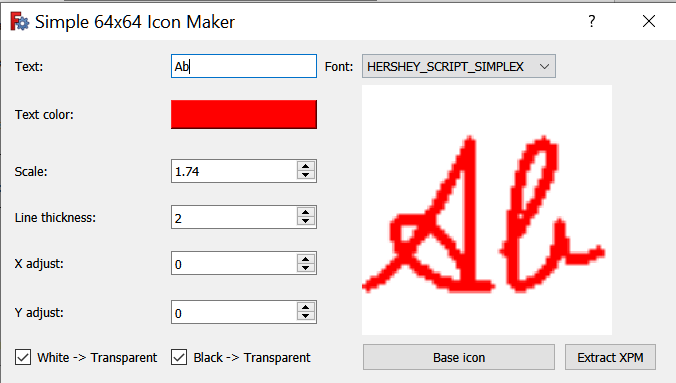 Simple 64x64 Icon Maker
Text: Ab Font: HERSHEY_SCRIPT_SIMPLEX
Text color:
Scale: 1.74
Line thickness: 2
X adjust: 0
Y adjust: 0
Ab
White -> Transparent Black -> Transparent Base icon Extract XPM